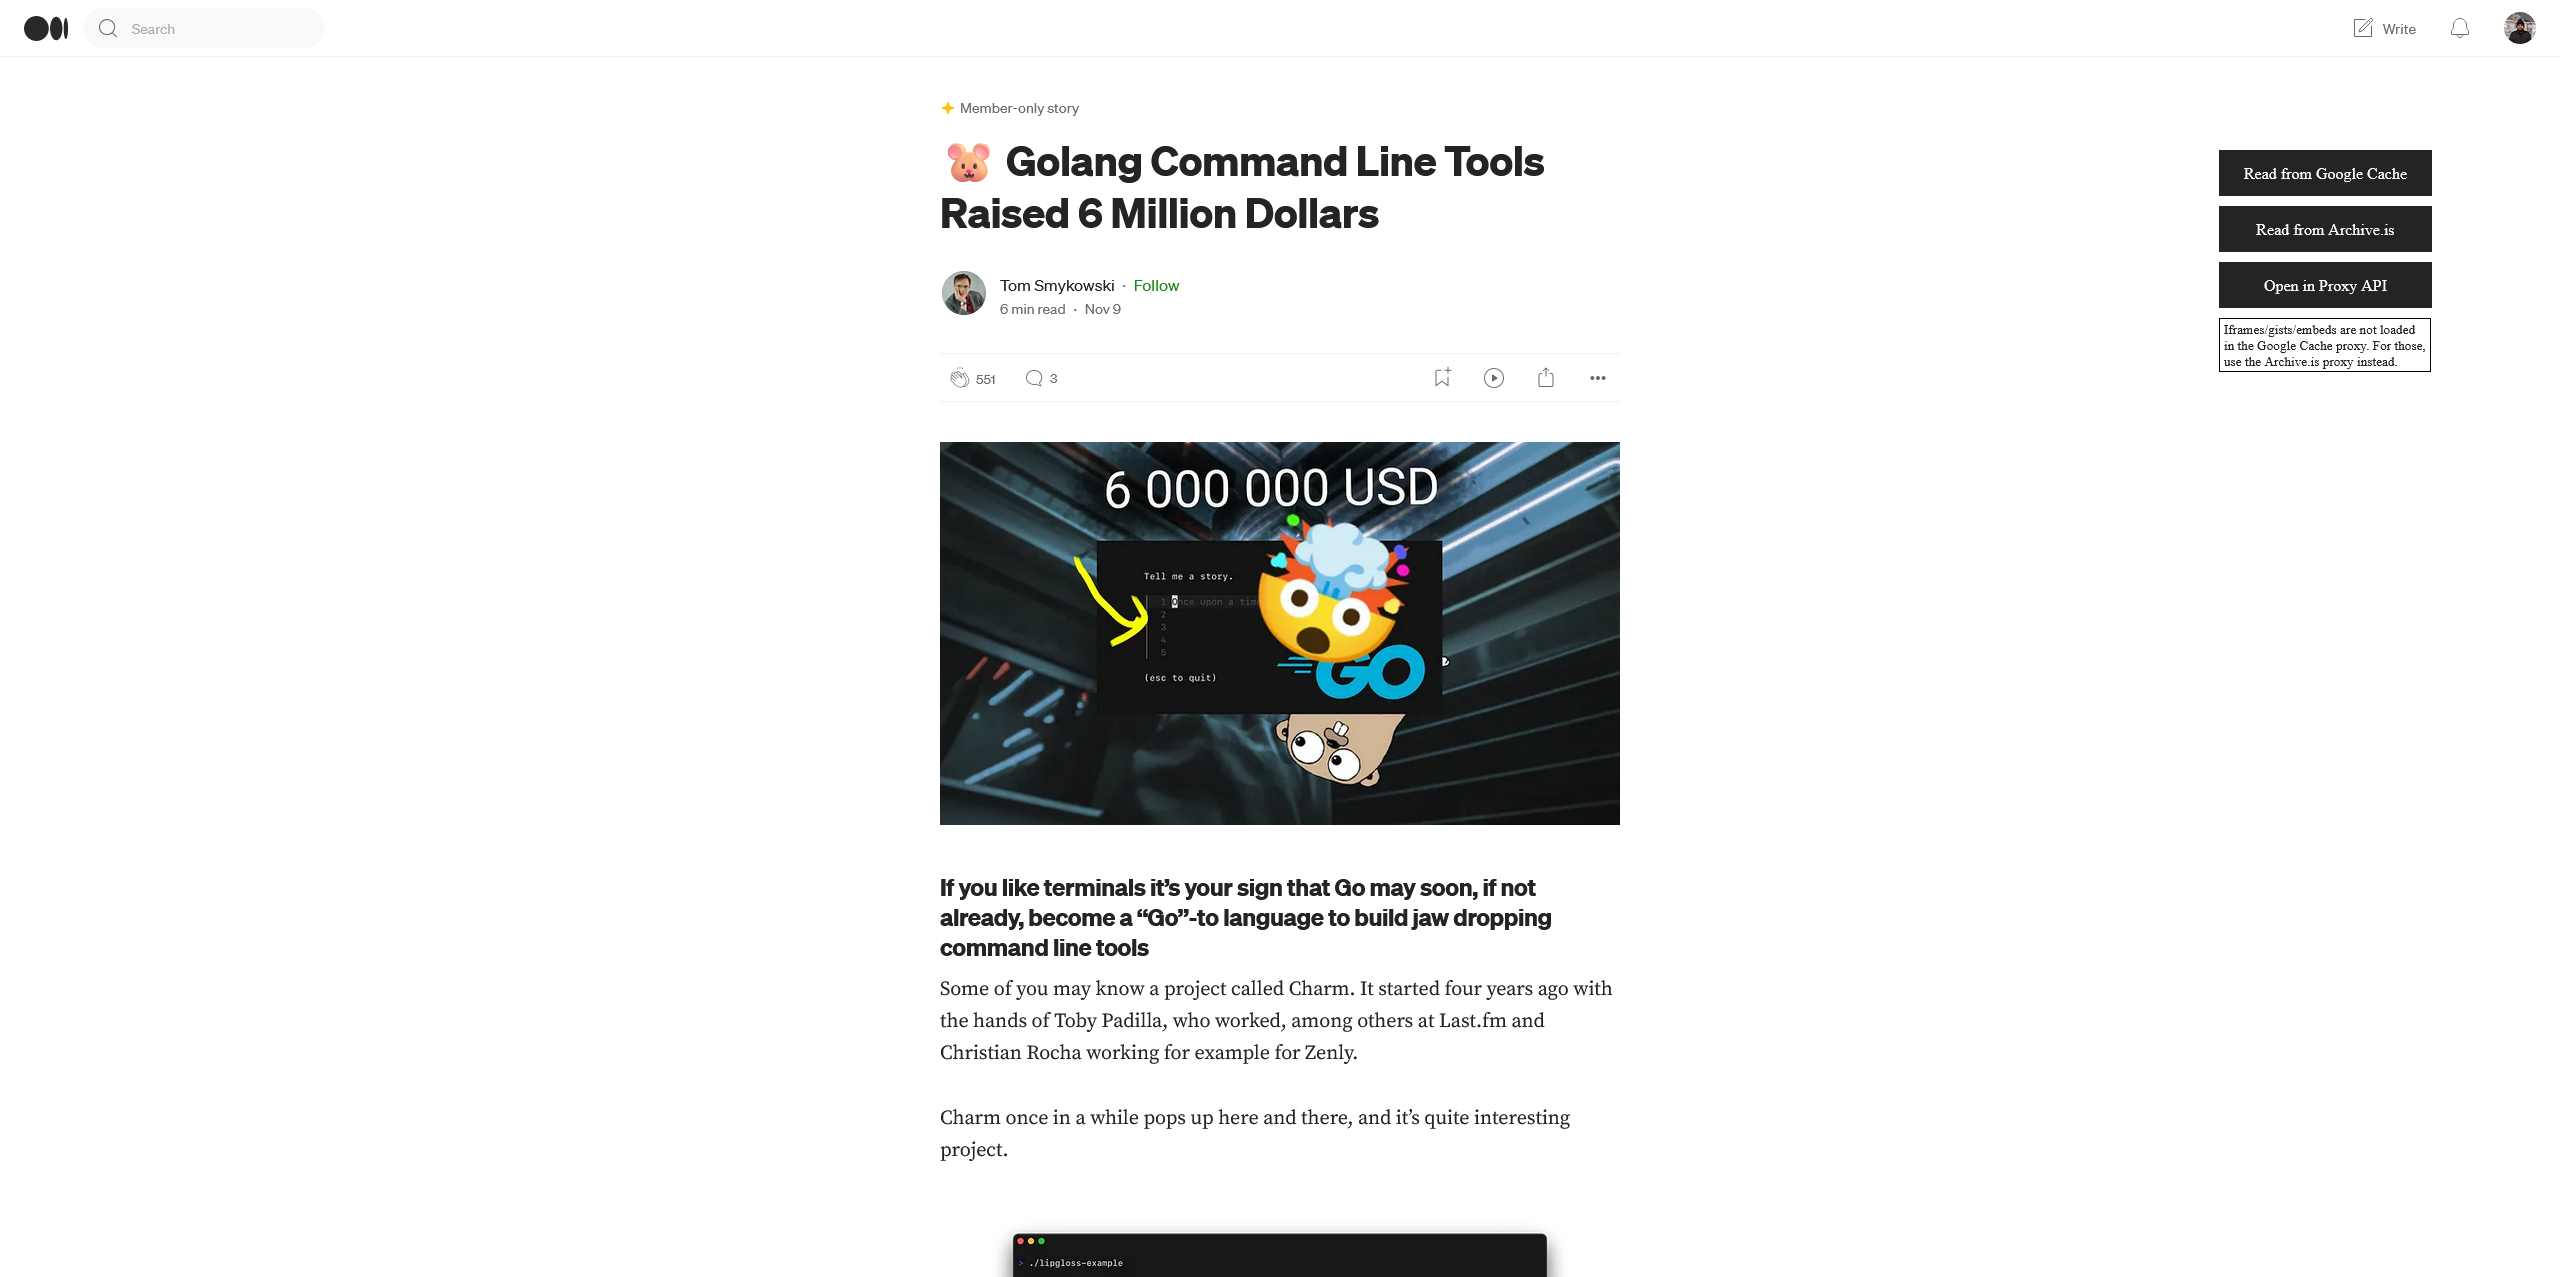 Search
Write
Member-only story
Golang Command Line Tools
Raised 6 Million Dollars
Tom Smykowski · Follow
6 min read · Nov 9
551
3
Read from Google Cache
Read from Archive.is
Open in Proxy API
Iframes/gists/embeds are not loaded
in the Google Cache proxy. For those,
use the Archive.is proxy instead.
6 000 000 USD
Tell me a story.
1 Once upon a time
2
3
4
5
(esc to quit)
GO
If you like terminals it’s your sign that Go may soon, if not
already, become a “Go”-to language to build jaw dropping
command line tools
Some of you may know a project called Charm. It started four years ago with
the hands of Toby Padilla, who worked, among others at Last.fm and
Christian Rocha working for example for Zenly.
Charm once in a while pops up here and there, and it’s quite interesting
project.
> ./lipgloss-example